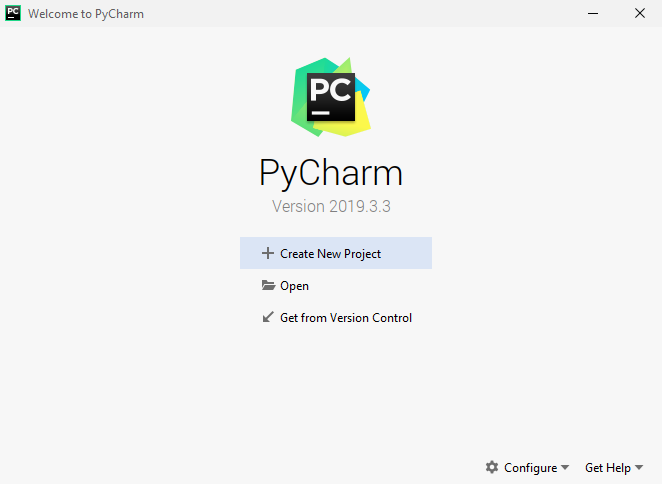 PC Welcome to PyCharm
PC
PyCharm
Version 2019.3.3
Create New Project
Open
Get from Version Control
Configure Get Help